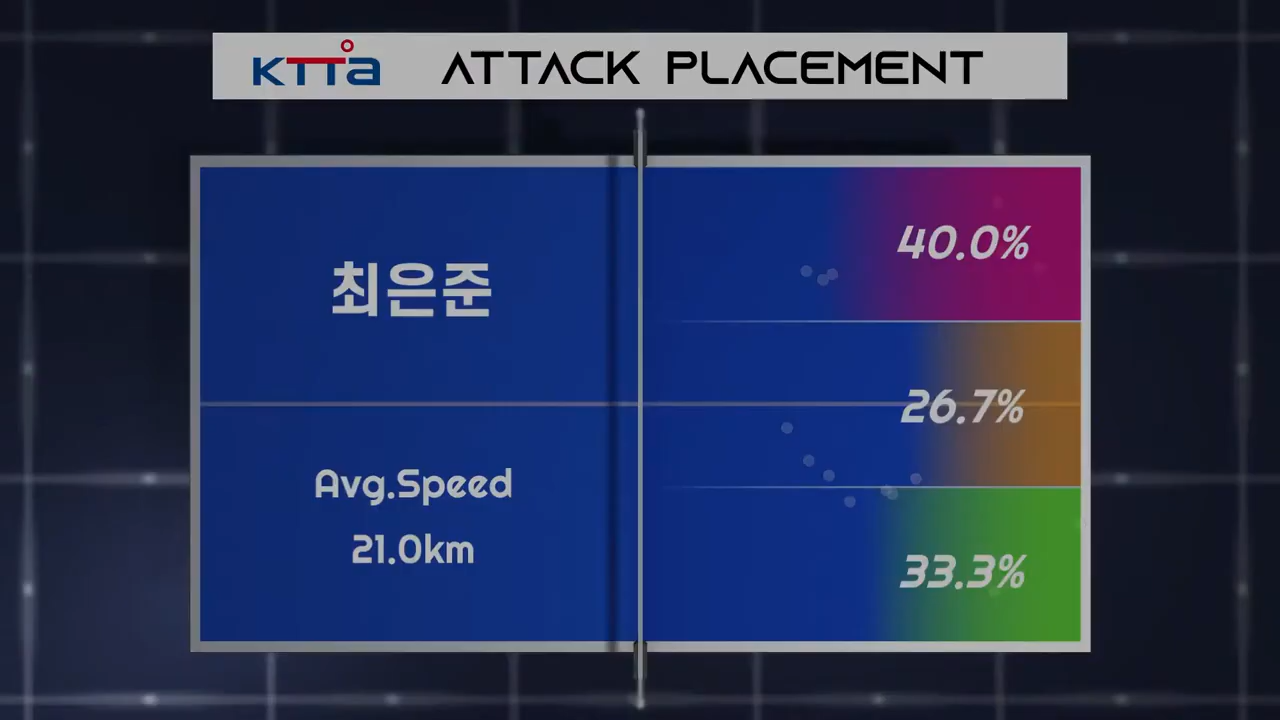 KTTa ATTACK PLACEMENT
최은준
Avg.Speed
21.0km
40.0%
26.7%
33.3%